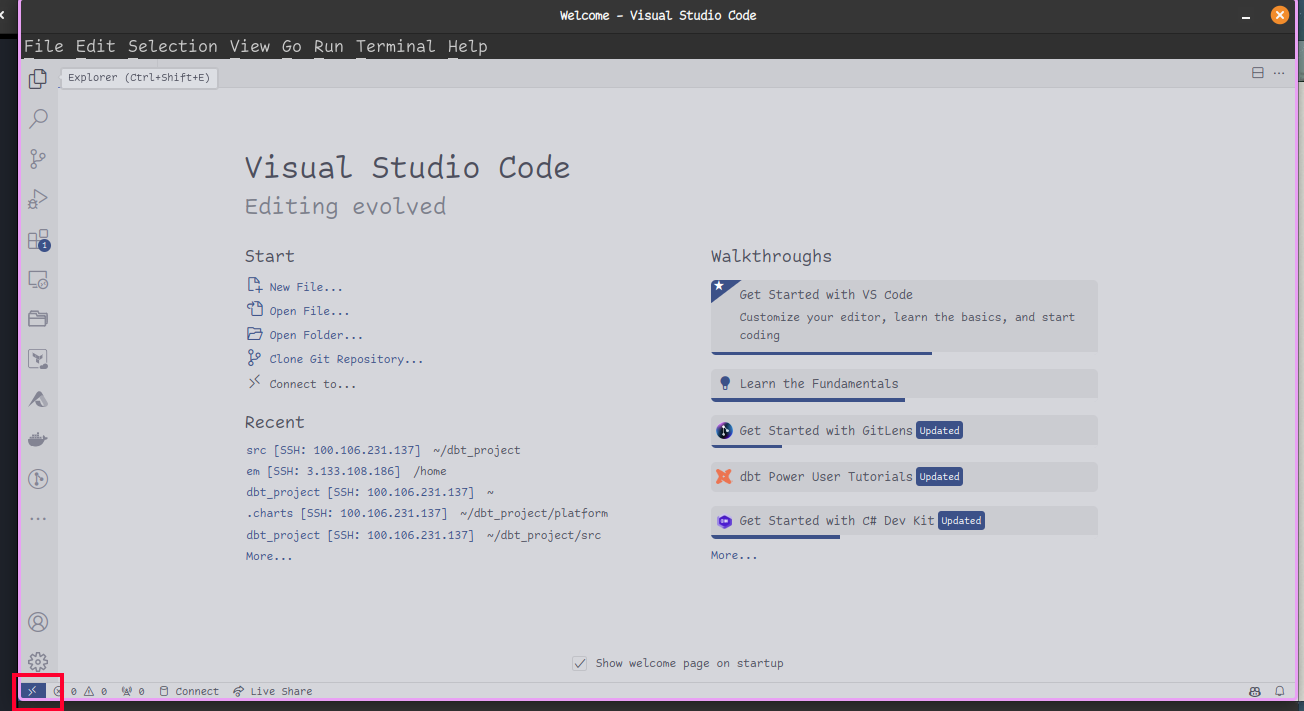 Welcome - Visual Studio Code
File Edit Selection View Go Run Terminal Help
Explorer (Ctrl+Shift+E)
Visual Studio Code
Editing evolved
Start
New File...
Open File...
Open Folder...
Clone Git Repository...
Connect to...
Recent
src [SSH: 100.106.231.137] ~/dbt_project
em [SSH: 3.133.108.186] /home
dbt_project [SSH: 100.106.231.137] ~
.charts [SSH: 100.106.231.137] ~/dbt_project/platform
dbt_project [SSH: 100.106.231.137] ~/dbt_project/src
More...
Walkthroughs
Get Started with VS Code
Customize your editor, learn the basics, and start
coding
Learn the Fundamentals
Get Started with GitLens Updated
dbt Power User Tutorials Updated
Get Started with C# Dev Kit Updated
More...
1
Show welcome page on startup
0 0 0 Connect Live Share